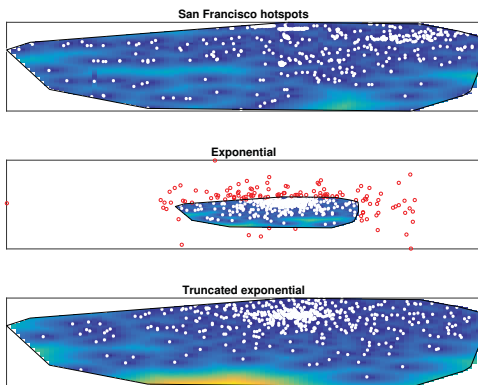 San Francisco hotspots
Exponential
Truncated exponential